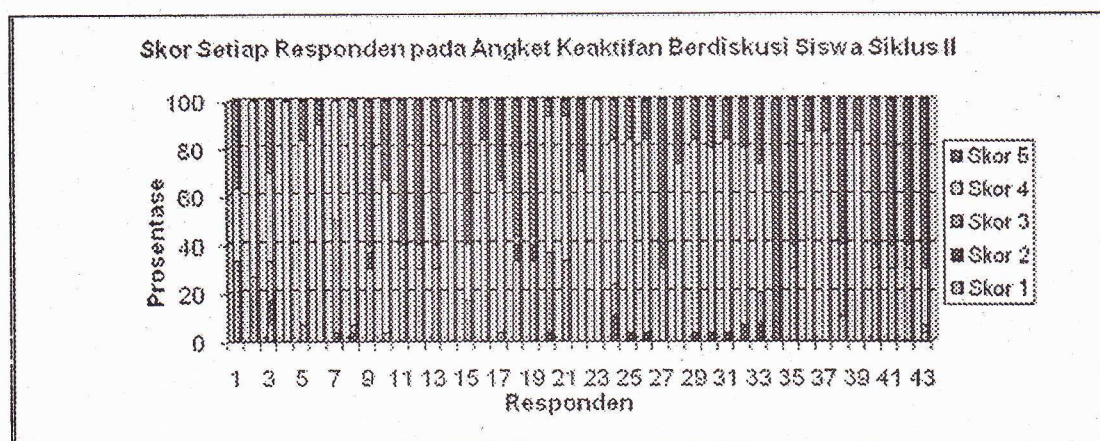 Skor Setiap Responden pada Angket Keaktifan Berdiskusi Siswa Siklus II
100
80
60
40
20
0
Prosentase
1 3 5 7 9 11 13 15 17 19 21 23 25 27 29 31 33 35 37 39 41 43
Responden
Skor 5
Skor 4
Skor 3
Skor 2
Skor 1